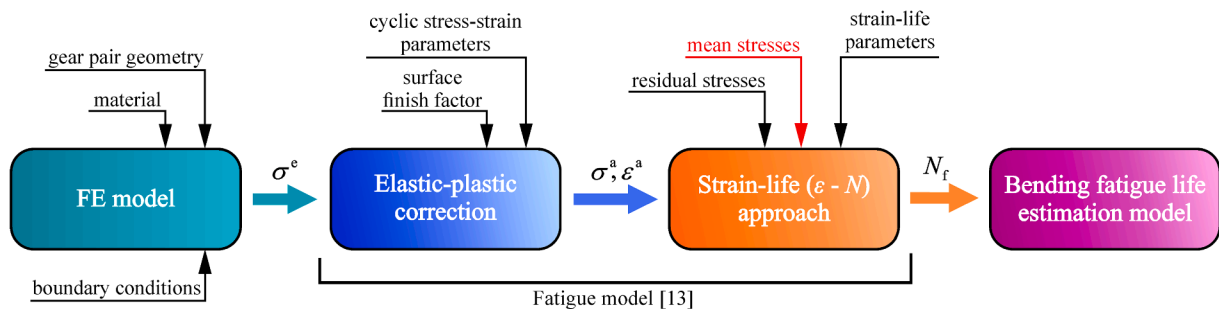 gear pair geometry
material
FE model
boundary conditions
σᵉ
cyclic stress-strain
parameters
surface
finish factor
Elastic-plastic
correction
σᵃ, εᵃ
mean stresses
residual stresses
strain-life
parameters
Strain-life (ε - N)
approach
N_f
Bending fatigue life
estimation model
Fatigue model [13]